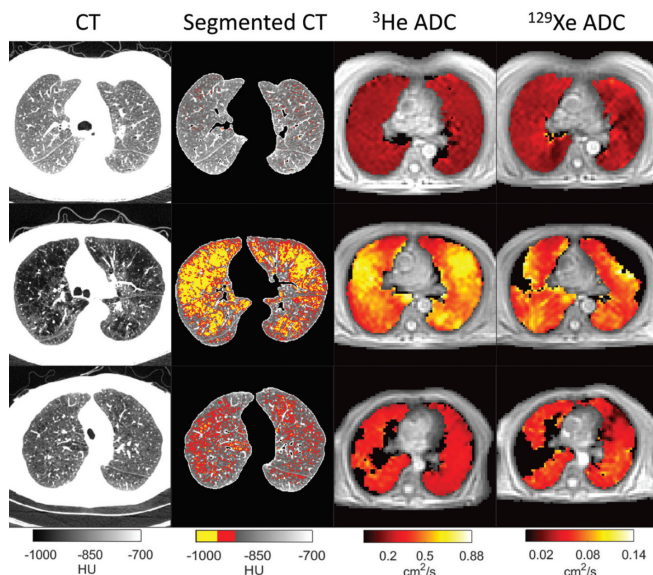 CT Segmented CT ³He ADC ¹²⁹Xe ADC
-1000 -850 -700 -1000 -850 -700 0.2 0.5 0.88 0.02 0.08 0.14
HU HU cm²/s cm²/s